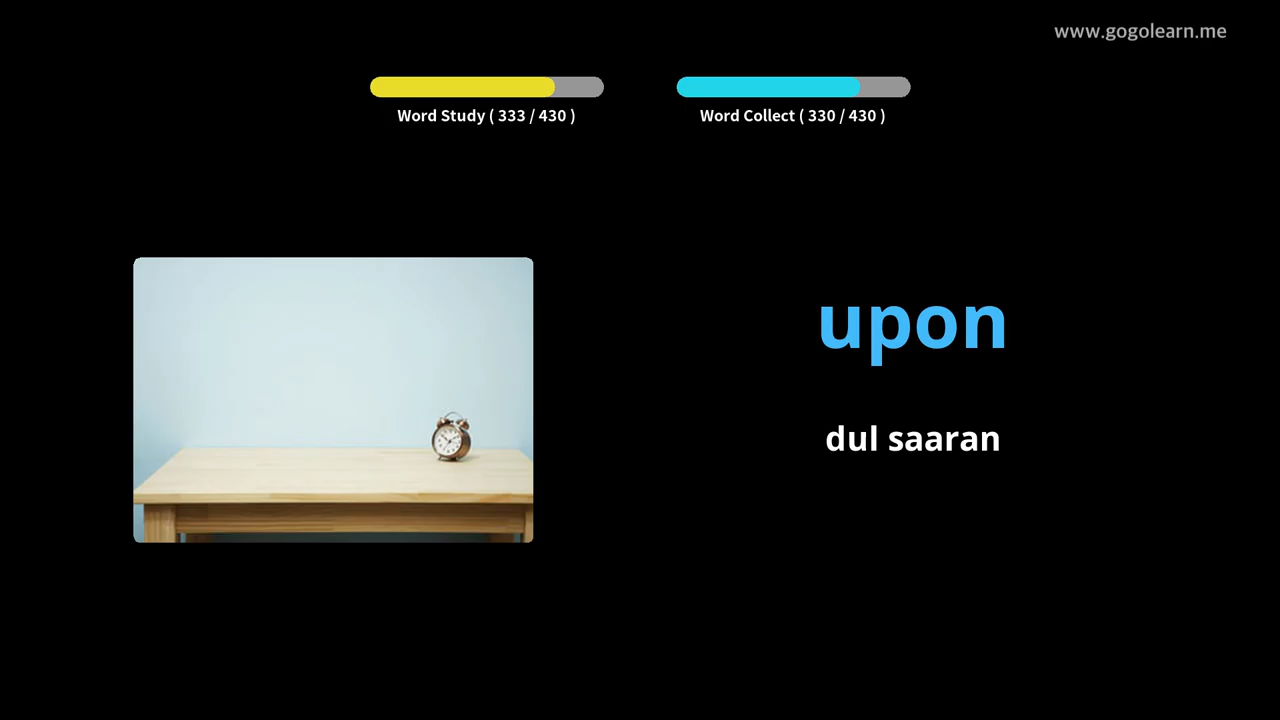 www.gogolearn.me
Word Study ( 333 / 430 )
Word Collect ( 330 / 430 )
upon
dul saaran